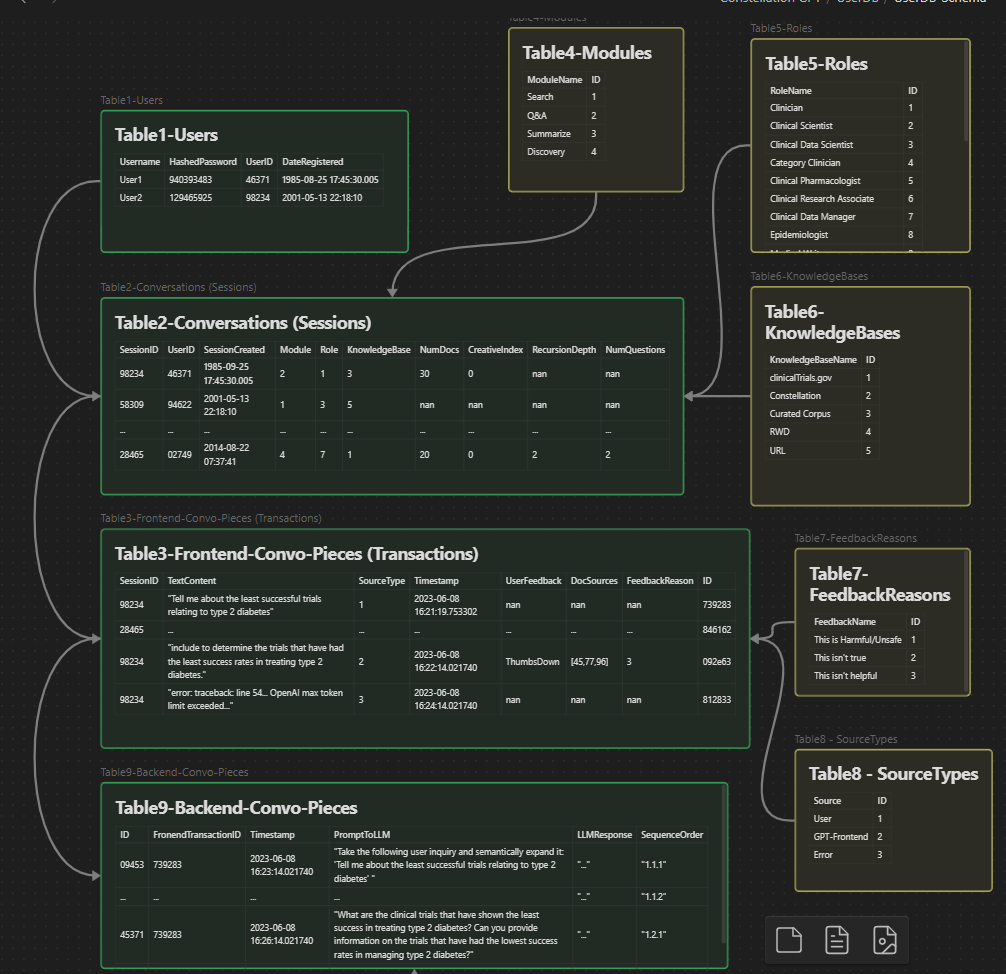 Constellation GPT / UserDB / UserDB-Schema
Table4-Modules
Table4-Modules
ModuleName ID
Search 1
Q&A 2
Summarize 3
Discovery 4
Table5-Roles
Table5-Roles
RoleName ID
Clinician 1
Clinical Scientist 2
Clinical Data Scientist 3
Category Clinician 4
Clinical Pharmacologist 5
Clinical Research Associate 6
Clinical Data Manager 7
Epidemiologist 8
Table1-Users
Table1-Users
Username HashedPassword UserID DateRegistered
User1 940393483 46371 1985-08-25 17:45:30.005
User2 129465925 98234 2001-05-13 22:18:10
Table2-Conversations (Sessions)
Table2-Conversations (Sessions)
SessionID UserID SessionCreated Module Role KnowledgeBase NumDocs CreativeIndex RecursionDepth NumQuestions
98234 46371 1985-09-25 17:45:30.005 2 1 3 30 0 nan nan
58309 94622 2001-05-13 22:18:10 1 3 5 nan nan nan nan
... ... ... ... ... ... ... ... ... ...
28465 02749 2014-08-22 07:37:41 4 7 1 20 0 2 2
Table6-KnowledgeBases
Table6-
KnowledgeBases
KnowledgeBaseName ID
clinicalTrials.gov 1
Constellation 2
Curated Corpus 3
RWD 4
URL 5
Table3-Frontend-Convo-Pieces (Transactions)
Table3-Frontend-Convo-Pieces (Transactions)
SessionID TextContent SourceType Timestamp UserFeedback DocSources FeedbackReason ID
98234 "Tell me about the least successful trials relating to type 2 diabetes" 1 2023-06-08 16:21:19.753302 nan nan nan 739283
28465 ... ... ... ... ... ... 846162
98234 "include to determine the trials that have had the least success rates in treating type 2 diabetes." 2 2023-06-08 16:22:14.021740 ThumbsDown [45,77,96] 3 092e63
98234 "error: traceback: line 54... OpenAI max token limit exceeded..." 3 2023-06-08 16:24:14.021740 nan nan nan 812833
Table7-FeedbackReasons
Table7-
FeedbackReasons
FeedbackName ID
This is Harmful/Unsafe 1
This isn't true 2
This isn't helpful 3
Table8 - SourceTypes
Table8 - SourceTypes
Source ID
User 1
GPT-Frontend 2
Error 3
Table9-Backend-Convo-Pieces
Table9-Backend-Convo-Pieces
ID FronendTransactionID Timestamp PromptToLLM LLMResponse SequenceOrder
09453 739283 2023-06-08 16:23:14.021740 "Take the following user inquiry and semantically expand it: 'Tell me about the least successful trials relating to type 2 diabetes' " "..." "1.1.1"
... ... ... ... "..." "1.1.2"
45371 739283 2023-06-08 16:26:14.021740 "What are the clinical trials that have shown the least success in treating type 2 diabetes? Can you provide information on the trials that have had the lowest success rates in managing type 2 diabetes?" "..." "1.2.1"